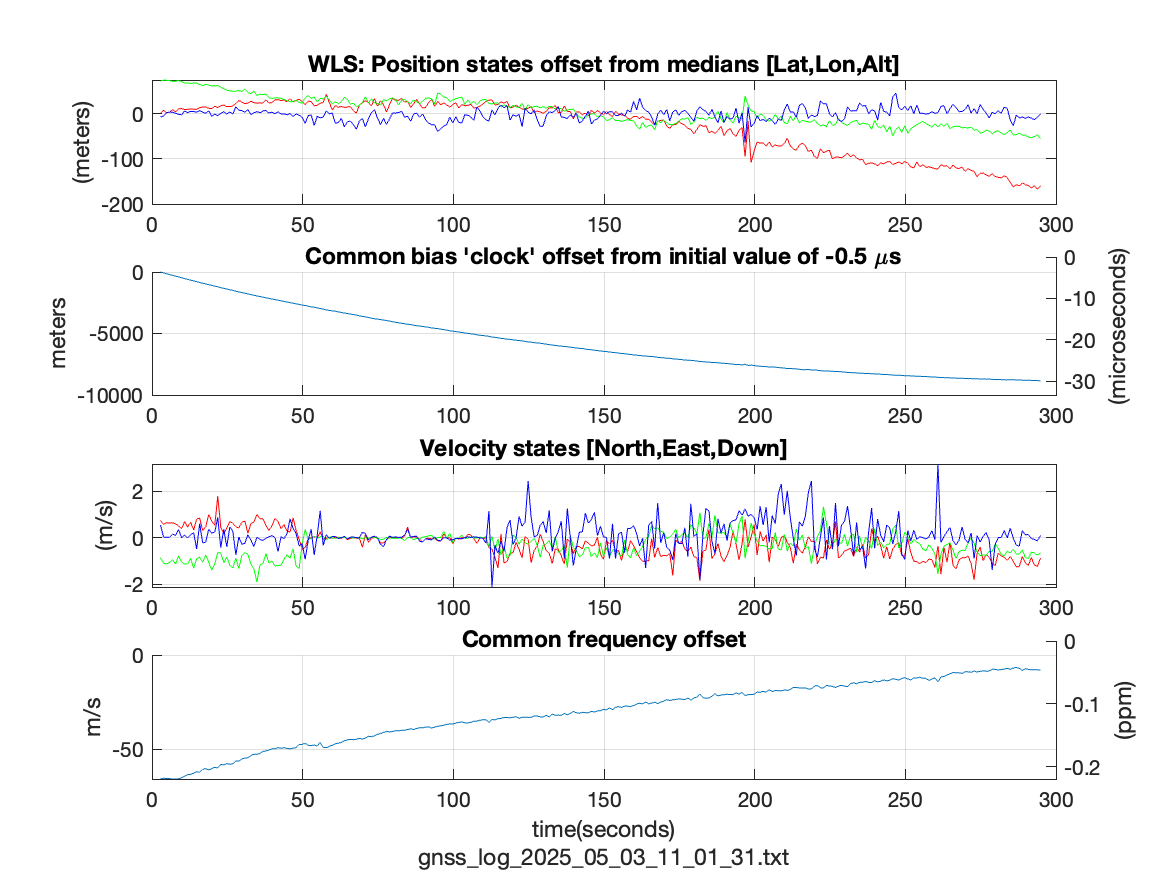 WLS: Position states offset from medians [Lat,Lon,Alt]
(meters)
0
-100
-200
0 50 100 150 200 250 300
Common bias 'clock' offset from initial value of -0.5 μs
meters
0
-5000
-10000
0
-10
-20
-30
(microseconds)
0 50 100 150 200 250 300
Velocity states [North,East,Down]
(m/s)
2
0
-2
0 50 100 150 200 250 300
Common frequency offset
m/s
0
-50
0
-0.1
-0.2
(ppm)
0 50 100 150 200 250 300
time(seconds)
gnss_log_2025_05_03_11_01_31.txt